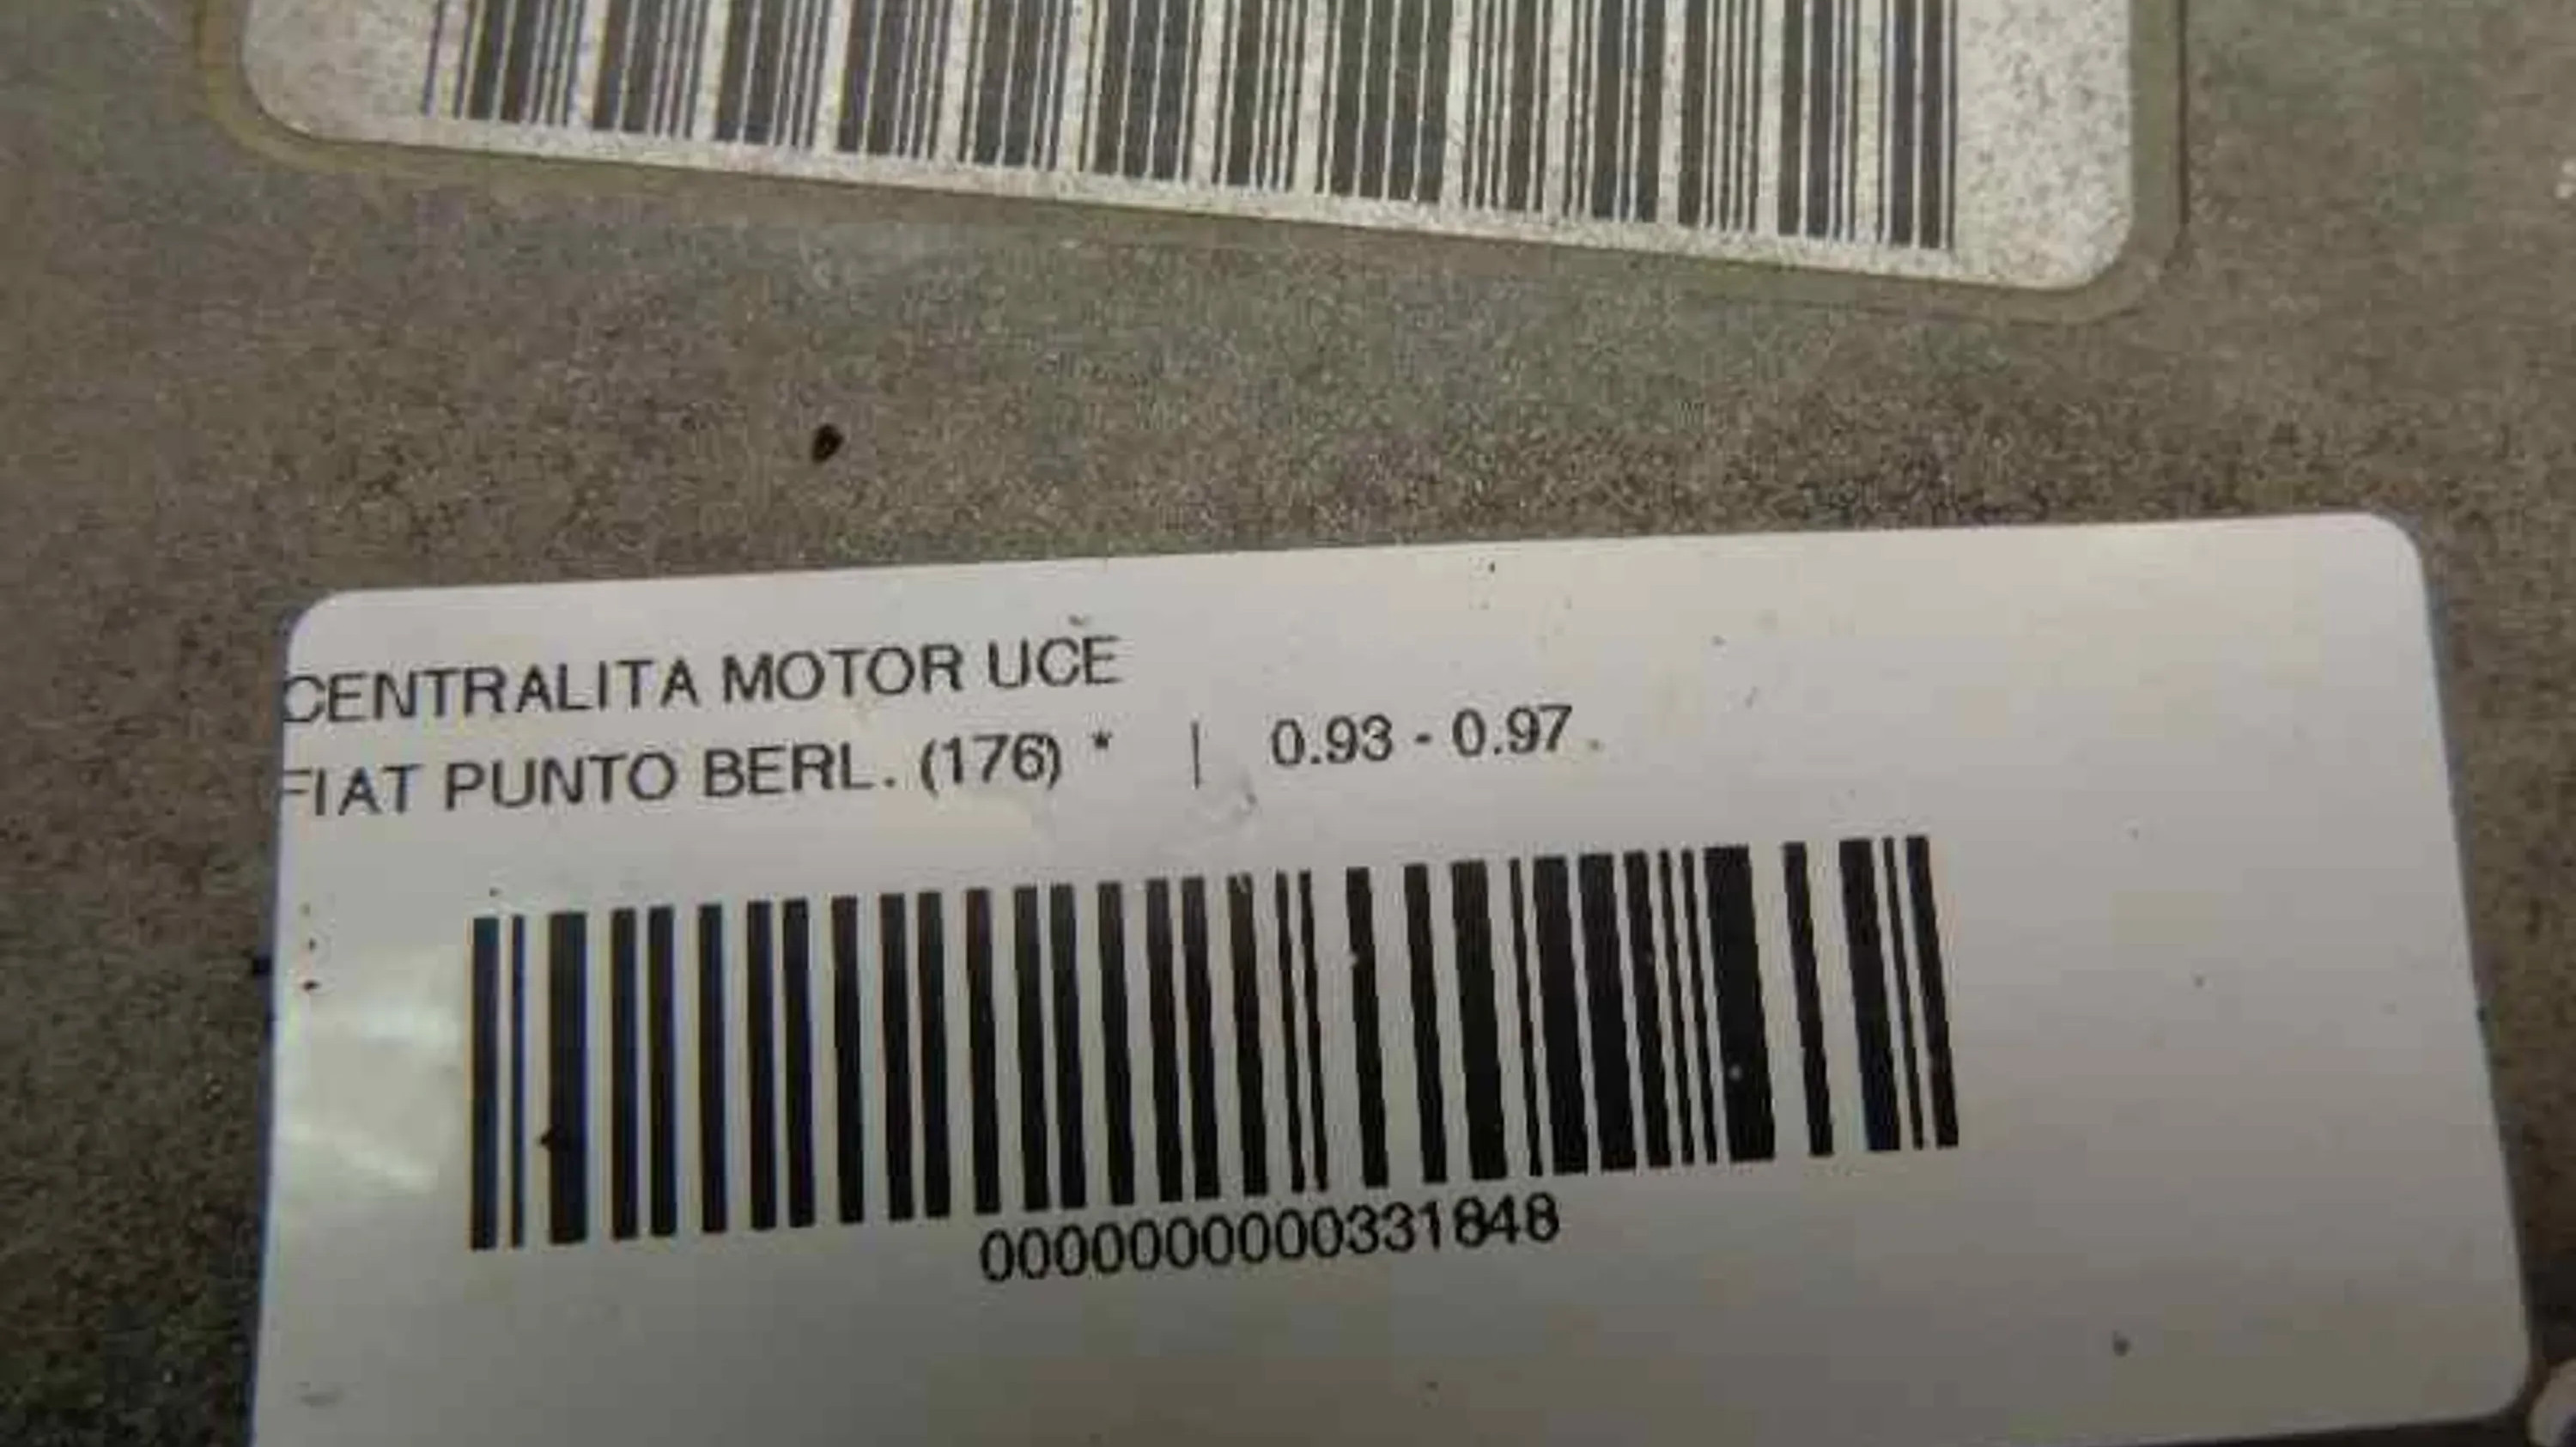 CENTRALITA MOTOR UCE
FIAT PUNTO BERL. (176) * | 0.93 - 0.97
0000000000331848